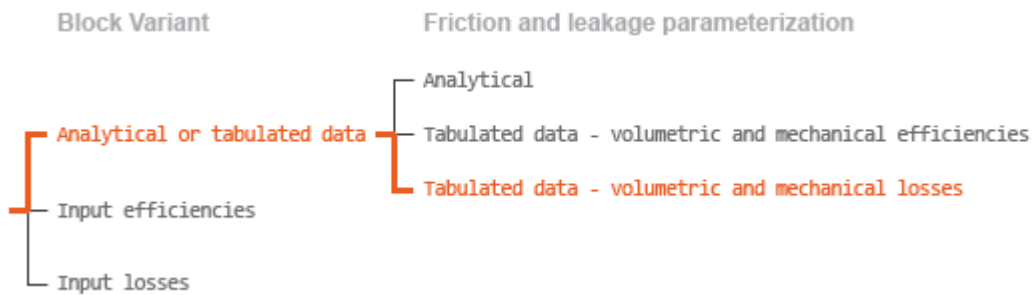 Block Variant
Friction and leakage parameterization
Analytical
Analytical or tabulated data
Tabulated data - volumetric and mechanical efficiencies
Tabulated data - volumetric and mechanical losses
Input efficiencies
Input losses